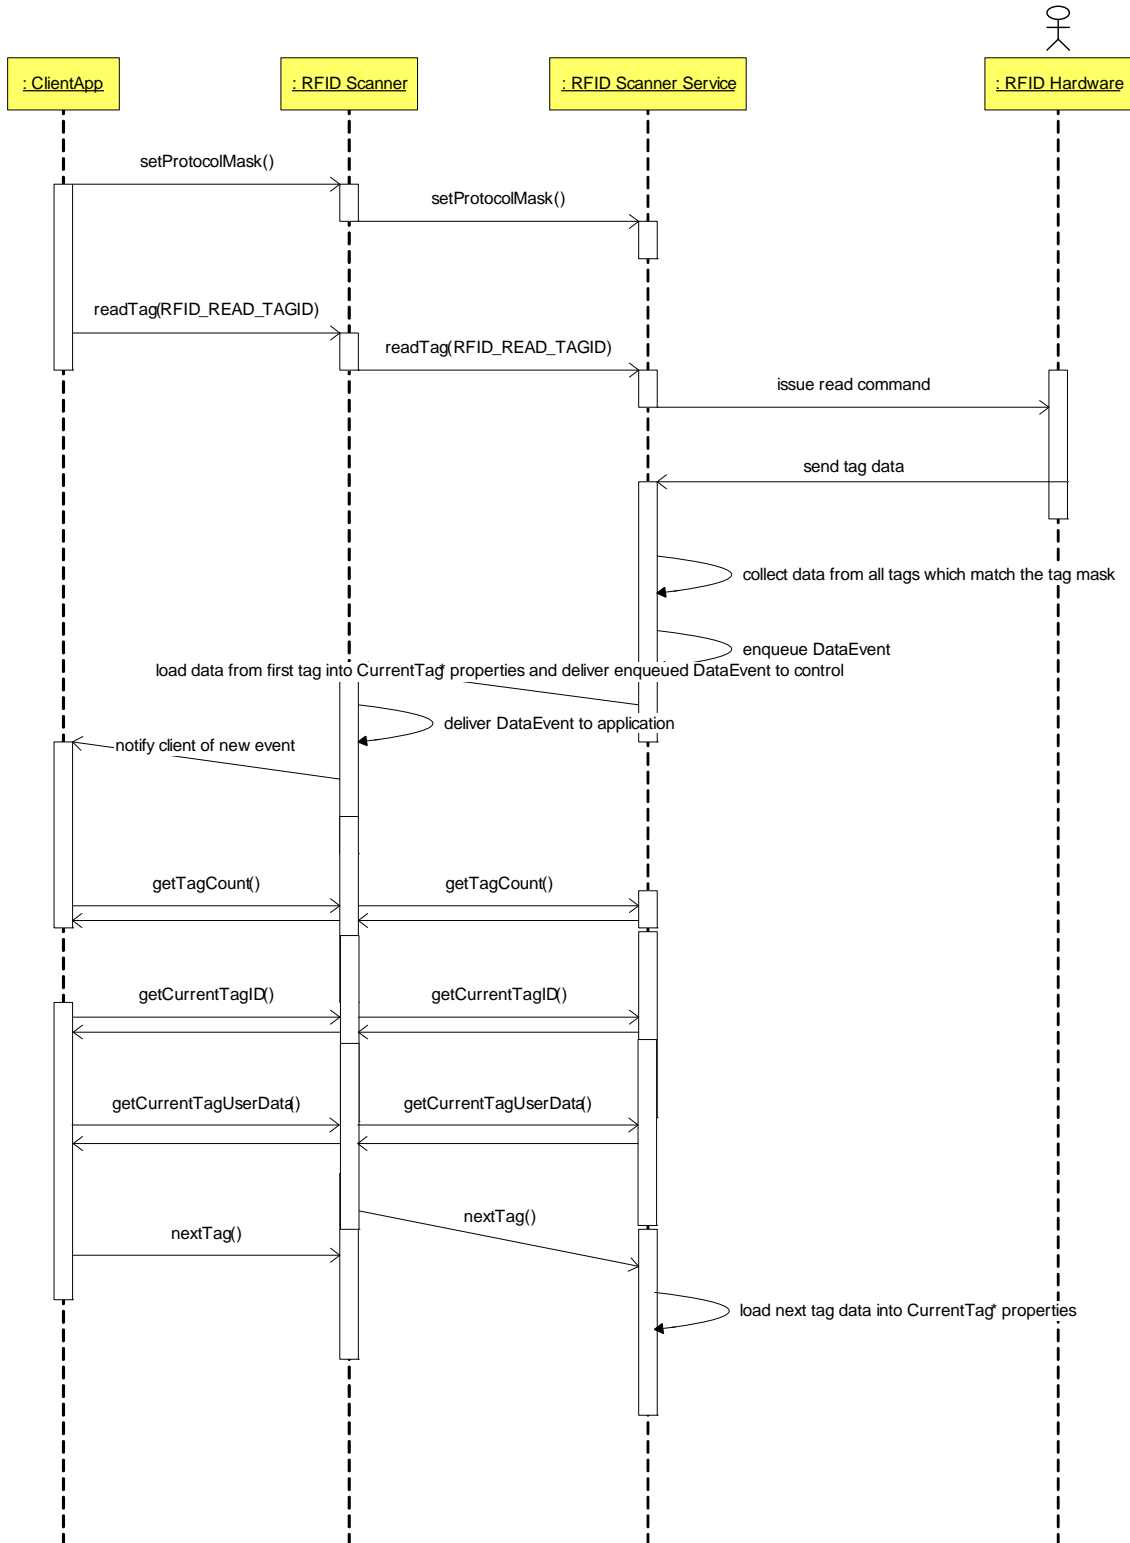 : ClientApp
: RFID Scanner
: RFID Scanner Service
: RFID Hardware
setProtocolMask()
setProtocolMask()
readTag(RFID_READ_TAGID)
readTag(RFID_READ_TAGID)
issue read command
send tag data
collect data from all tags which match the tag mask
enqueue DataEvent
load data from first tag into CurrentTag* properties and deliver enqueued DataEvent to control
deliver DataEvent to application
notify client of new event
getTagCount()
getTagCount()
getCurrentTagID()
getCurrentTagID()
getCurrentTagUserData()
getCurrentTagUserData()
nextTag()
nextTag()
load next tag data into CurrentTag* properties